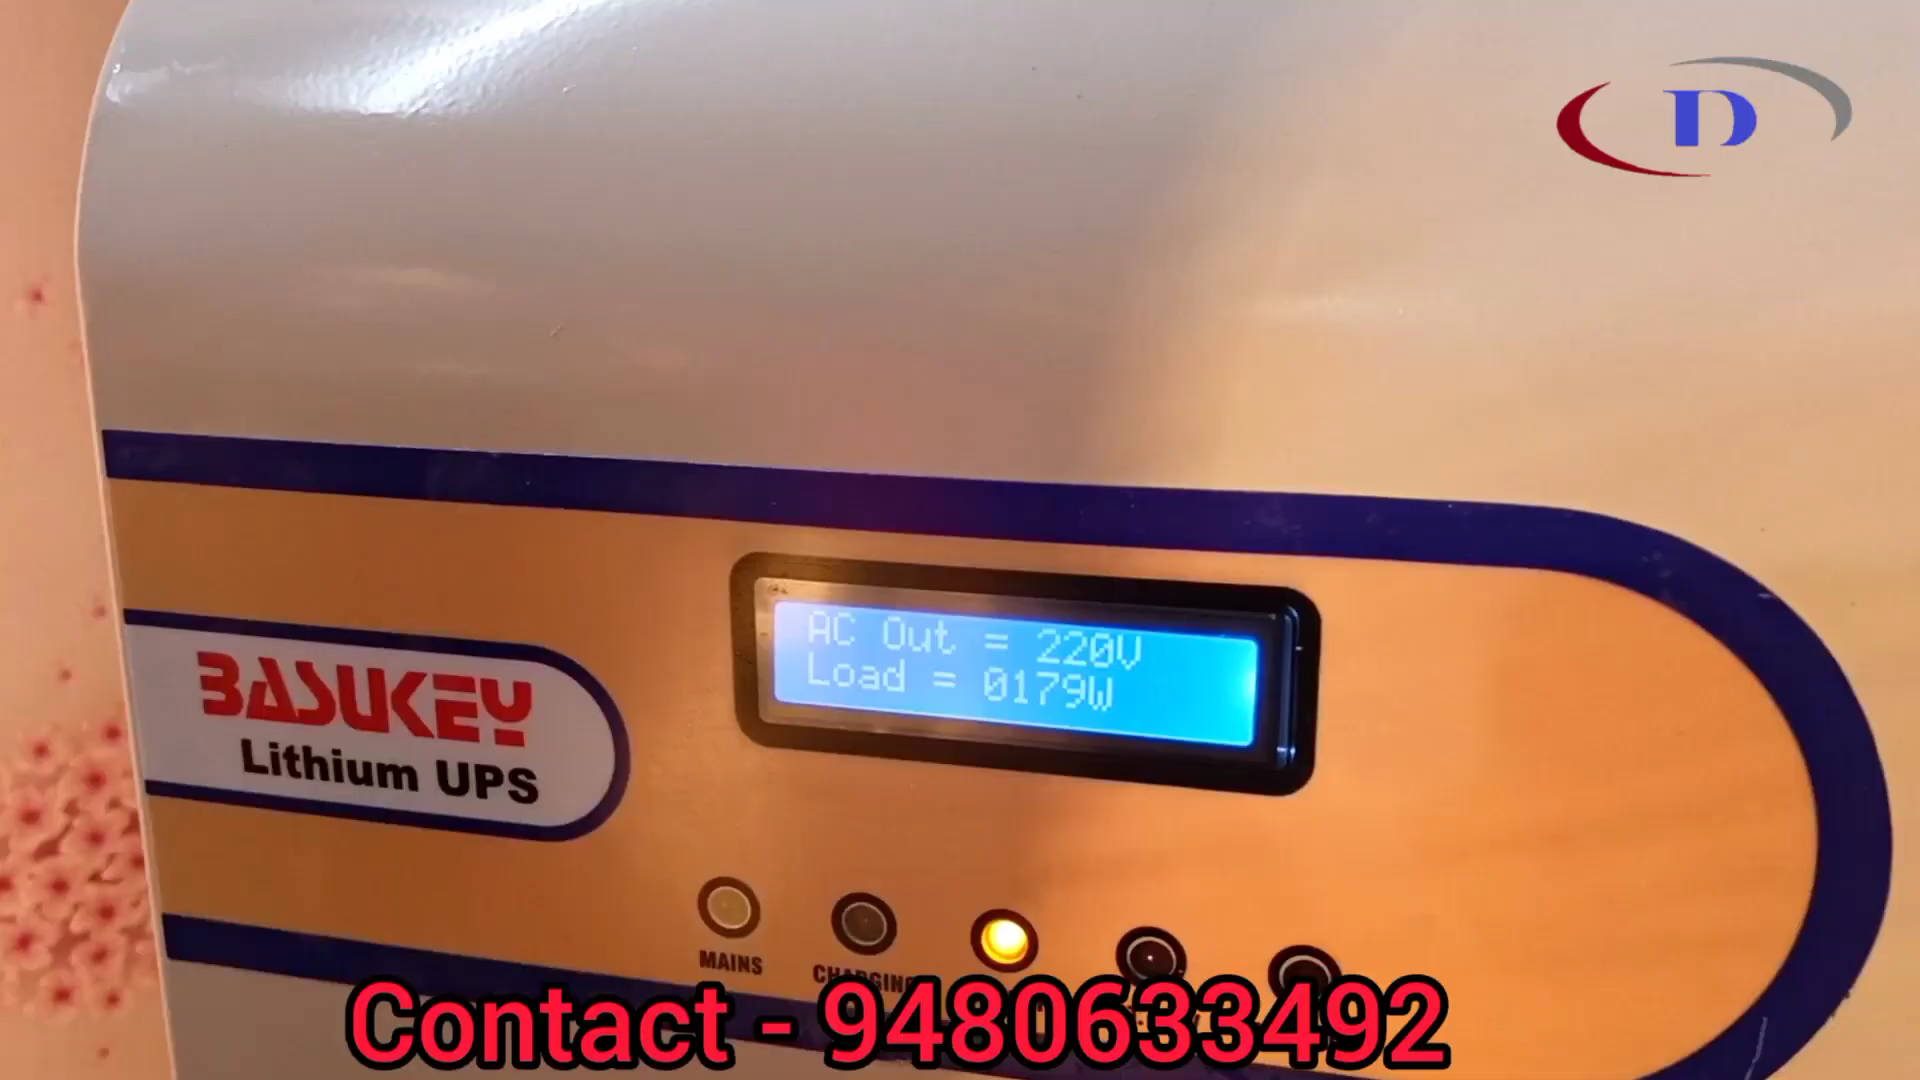 D
AC Out = 220V
Load = 0179W
BASUKEY
Lithium UPS
MAINS
CHARGING
Contact - 9480633492